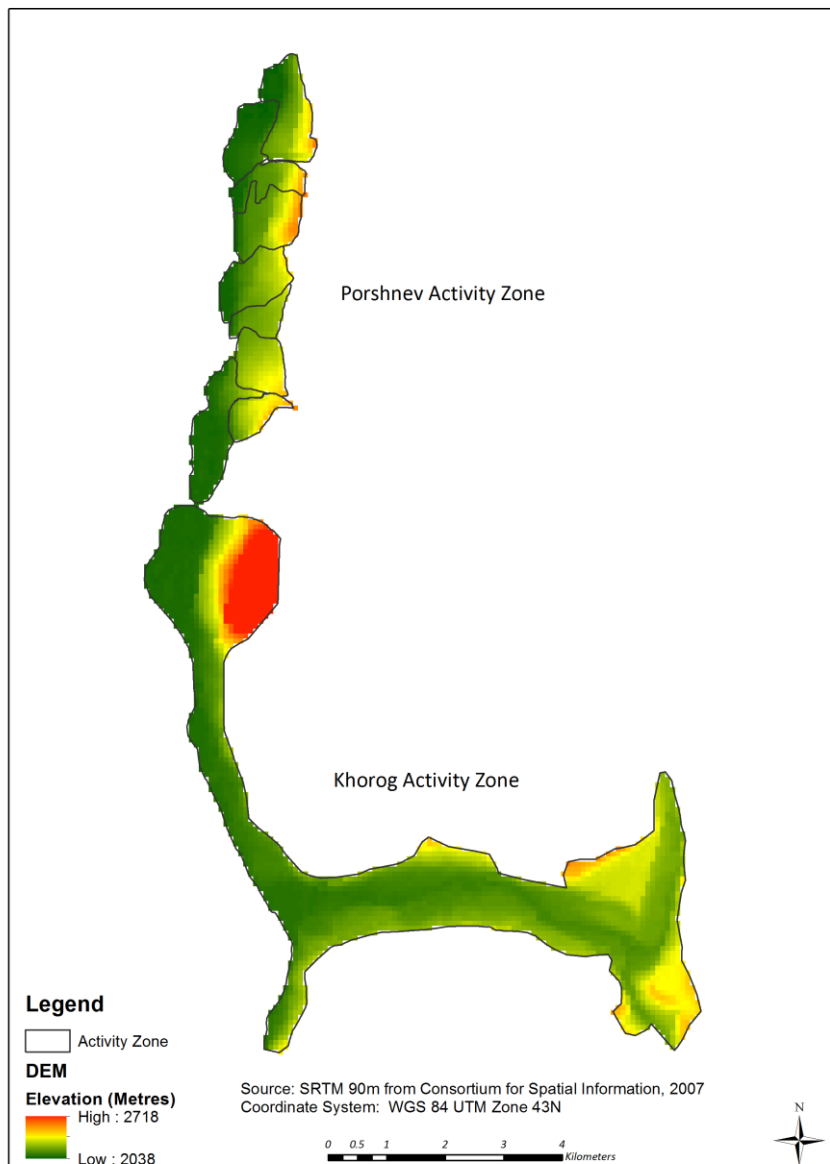 Porshnev Activity Zone
Khorog Activity Zone
Legend
Activity Zone
DEM
Elevation (Metres)
High : 2718
Low : 2038
Source: SRTM 90m from Consortium for Spatial Information, 2007
Coordinate System: WGS 84 UTM Zone 43N
0 0.5 1 2 3 4
Kilometers
N